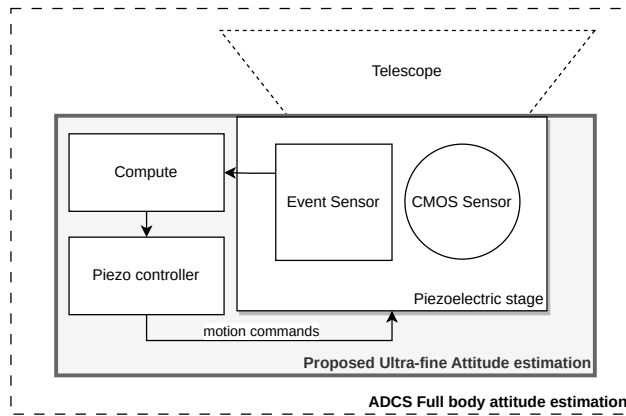 Telescope
Compute
Event Sensor
CMOS Sensor
Piezo controller
Piezoelectric stage
motion commands
Proposed Ultra-fine Attitude estimation
ADCS Full body attitude estimation